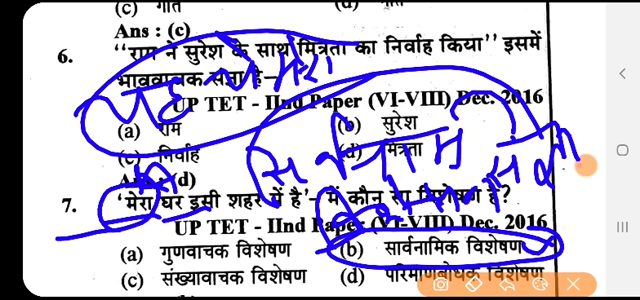 (c) गीत
Ans : (c)
6. "राम ने सुरेश के साथ मित्रता का निर्वाह किया" इसमें
भाववाचक संज्ञा है–
UP TET - IInd Paper (VI-VIII) Dec. 2016
(a) राम (b) सुरेश
(c) निर्वाह (d) मित्रता
Ans : (d)
7. 'मेरा घर इसी शहर में है'– में कौन सा विशेषण है?
UP TET - IInd Paper (VI-VIII) Dec. 2016
(a) गुणवाचक विशेषण (b) सार्वनामिक विशेषण
(c) संख्यावाचक विशेषण (d) परिमाणबोधक विशेषण